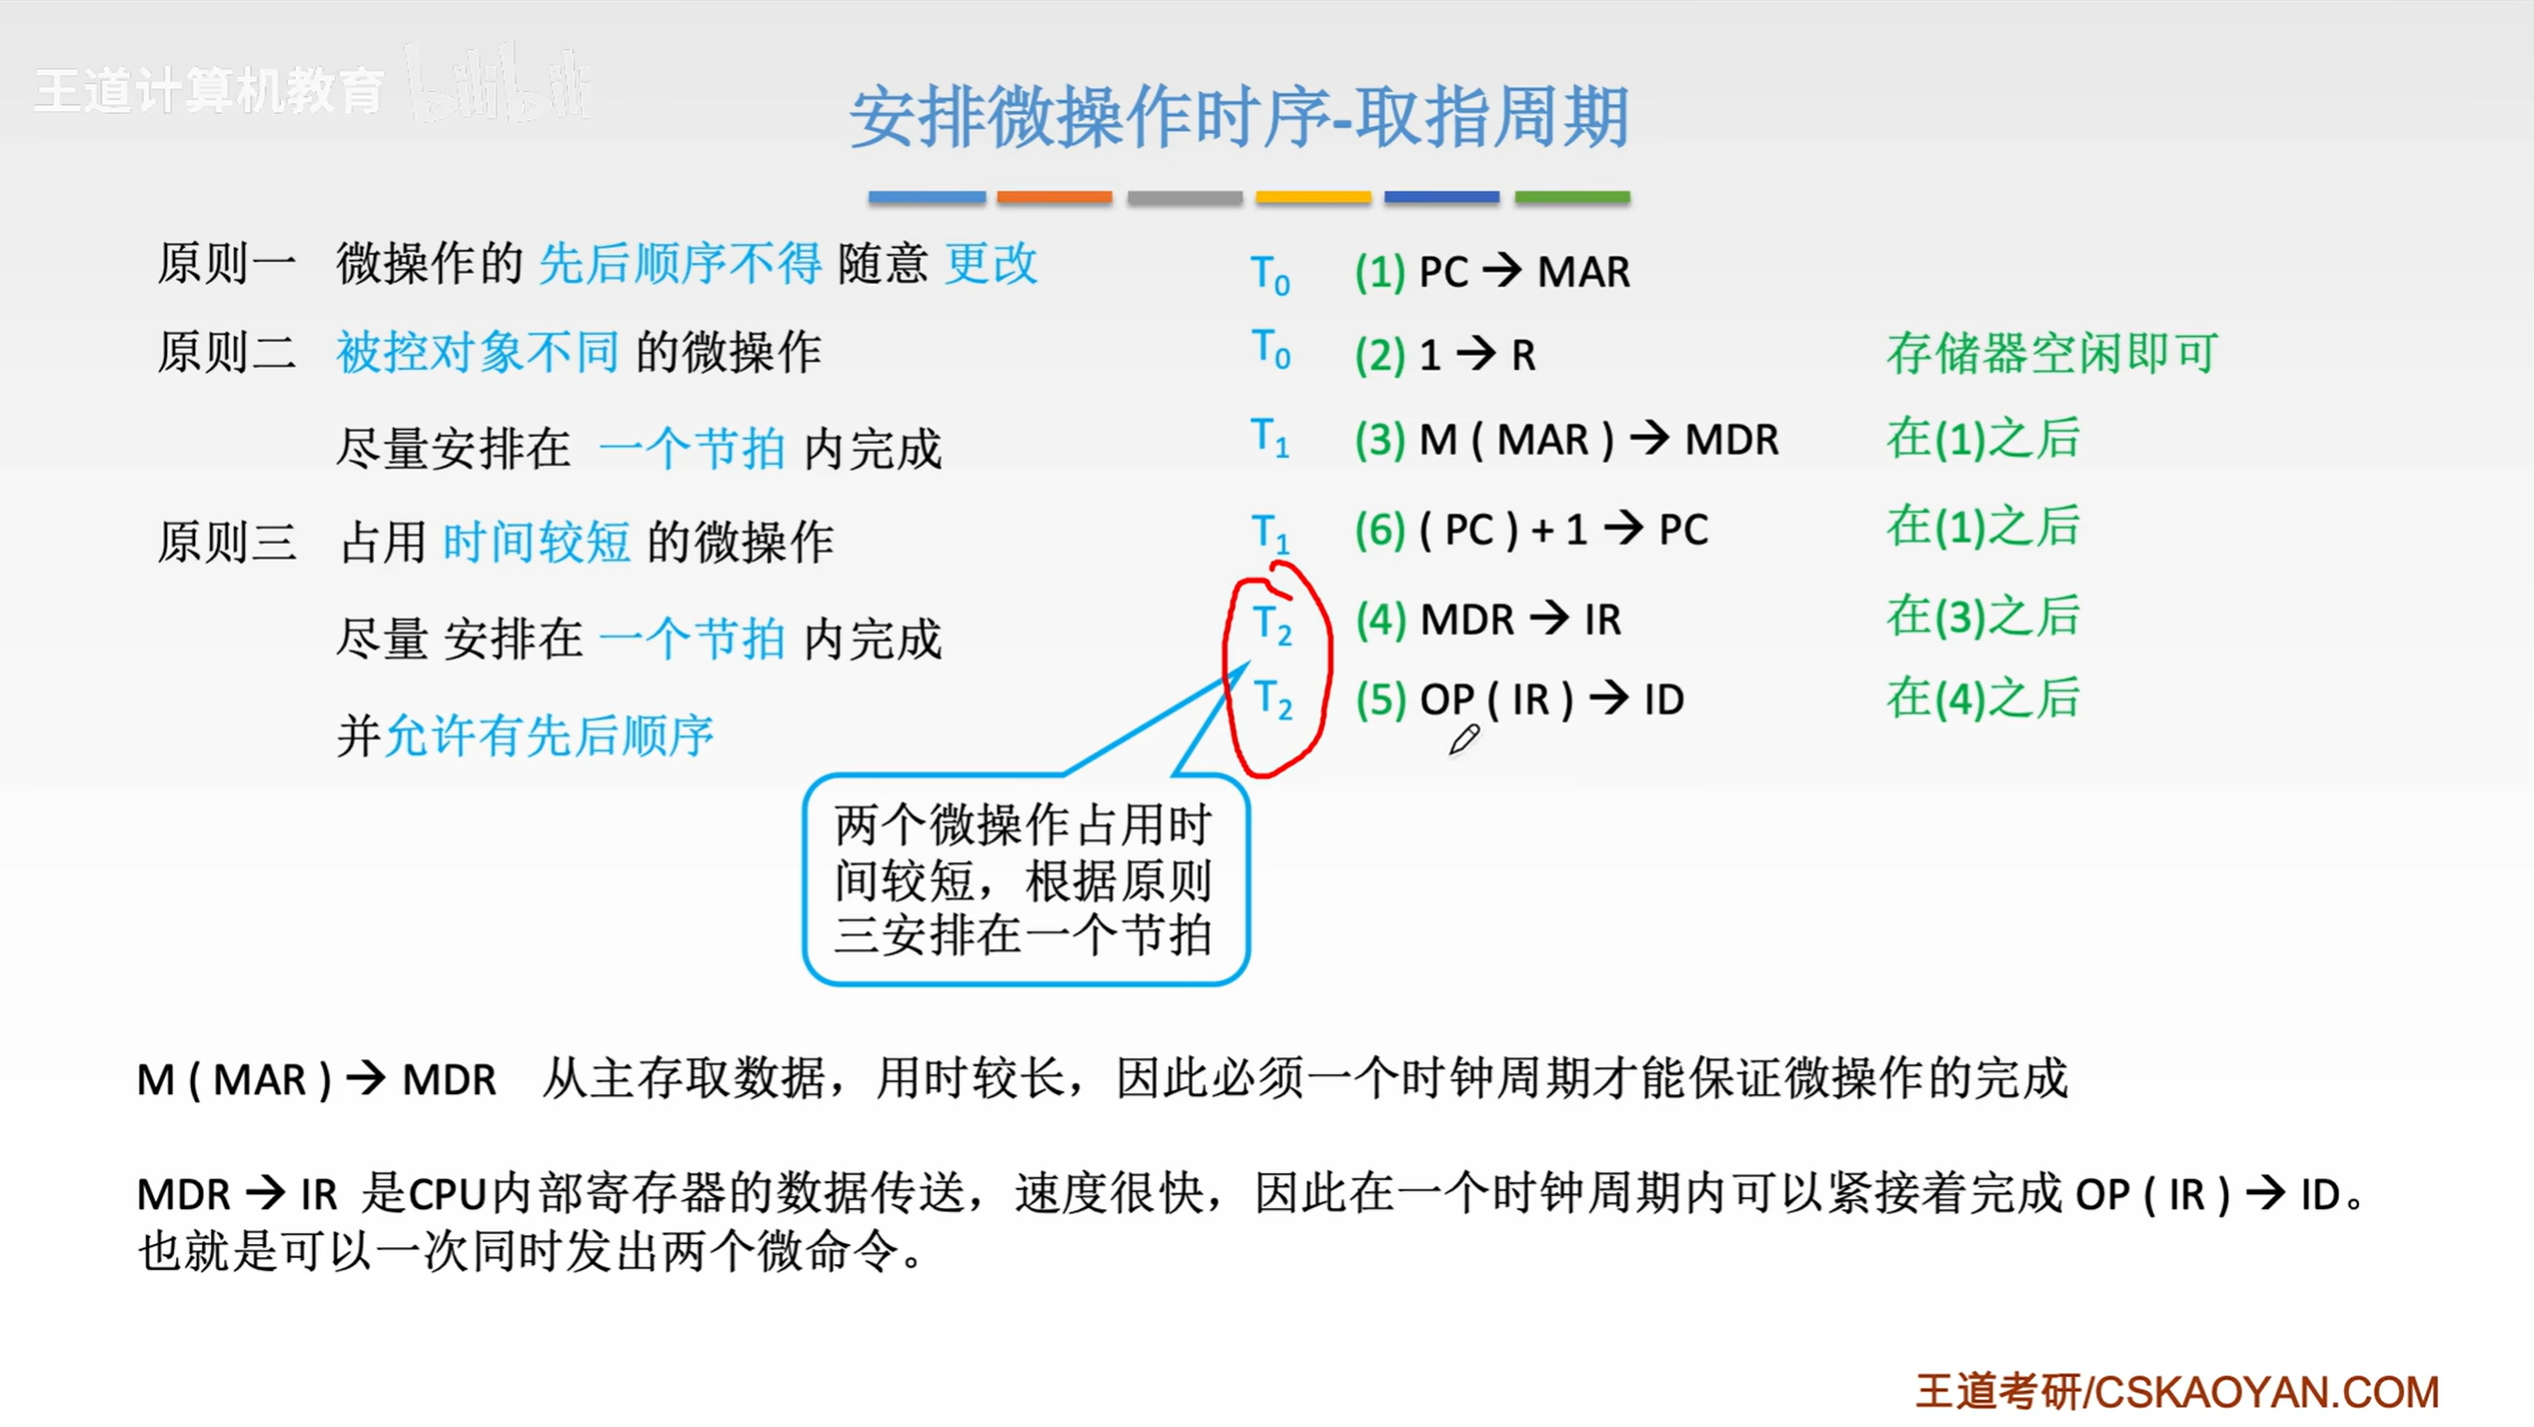 王道计算机教育 bilibili
安排微操作时序-取指周期
原则一 微操作的 先后顺序不得 随意 更改
原则二 被控对象不同 的微操作
尽量安排在 一个节拍 内完成
原则三 占用 时间较短 的微操作
尽量 安排在 一个节拍 内完成
并允许有先后顺序
T₀ (1) PC → MAR
T₀ (2) 1 → R 存储器空闲即可
T₁ (3) M ( MAR ) → MDR 在(1)之后
T₁ (6) ( PC ) + 1 → PC 在(1)之后
T₂ (4) MDR → IR 在(3)之后
T₂ (5) OP ( IR ) → ID 在(4)之后
两个微操作占用时
间较短，根据原则
三安排在一个节拍
M ( MAR ) → MDR 从主存取数据，用时较长，因此必须一个时钟周期才能保证微操作的完成
MDR → IR 是CPU内部寄存器的数据传送，速度很快，因此在一个时钟周期内可以紧接着完成 OP ( IR ) → ID。
也就是可以一次同时发出两个微命令。
王道考研/CSKAOYAN.COM